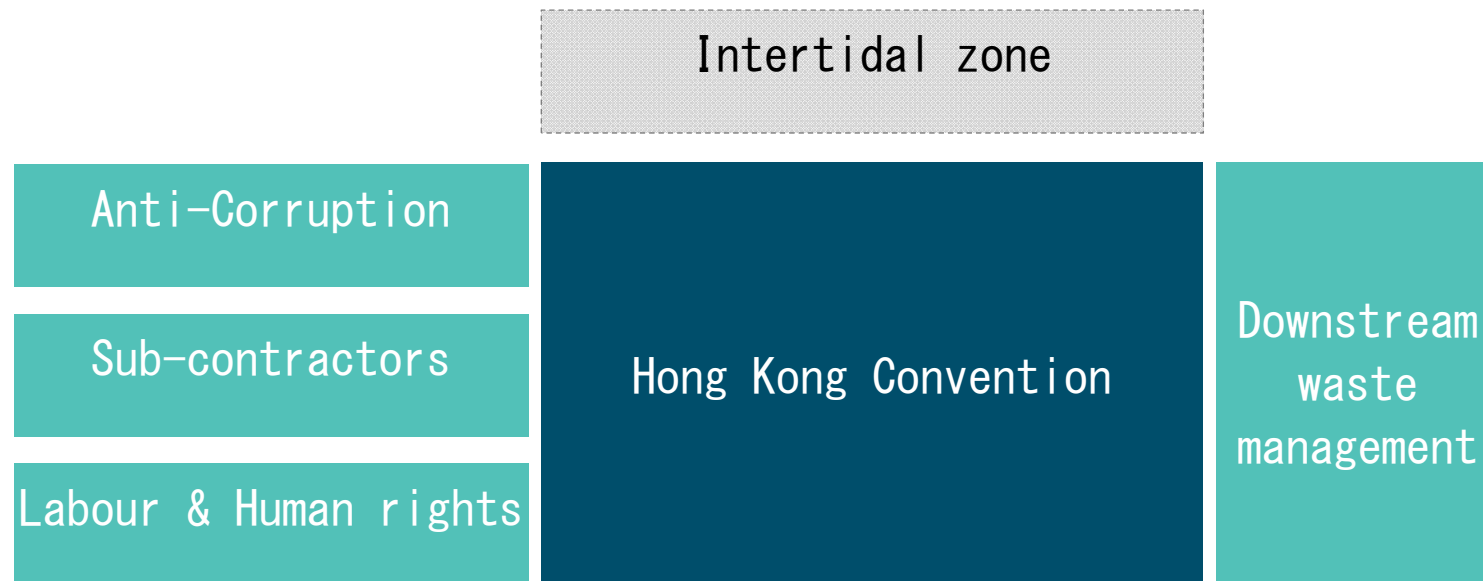 Intertidal zone
Anti-Corruption
Sub-contractors
Labour & Human rights
Hong Kong Convention
Downstream
waste
management